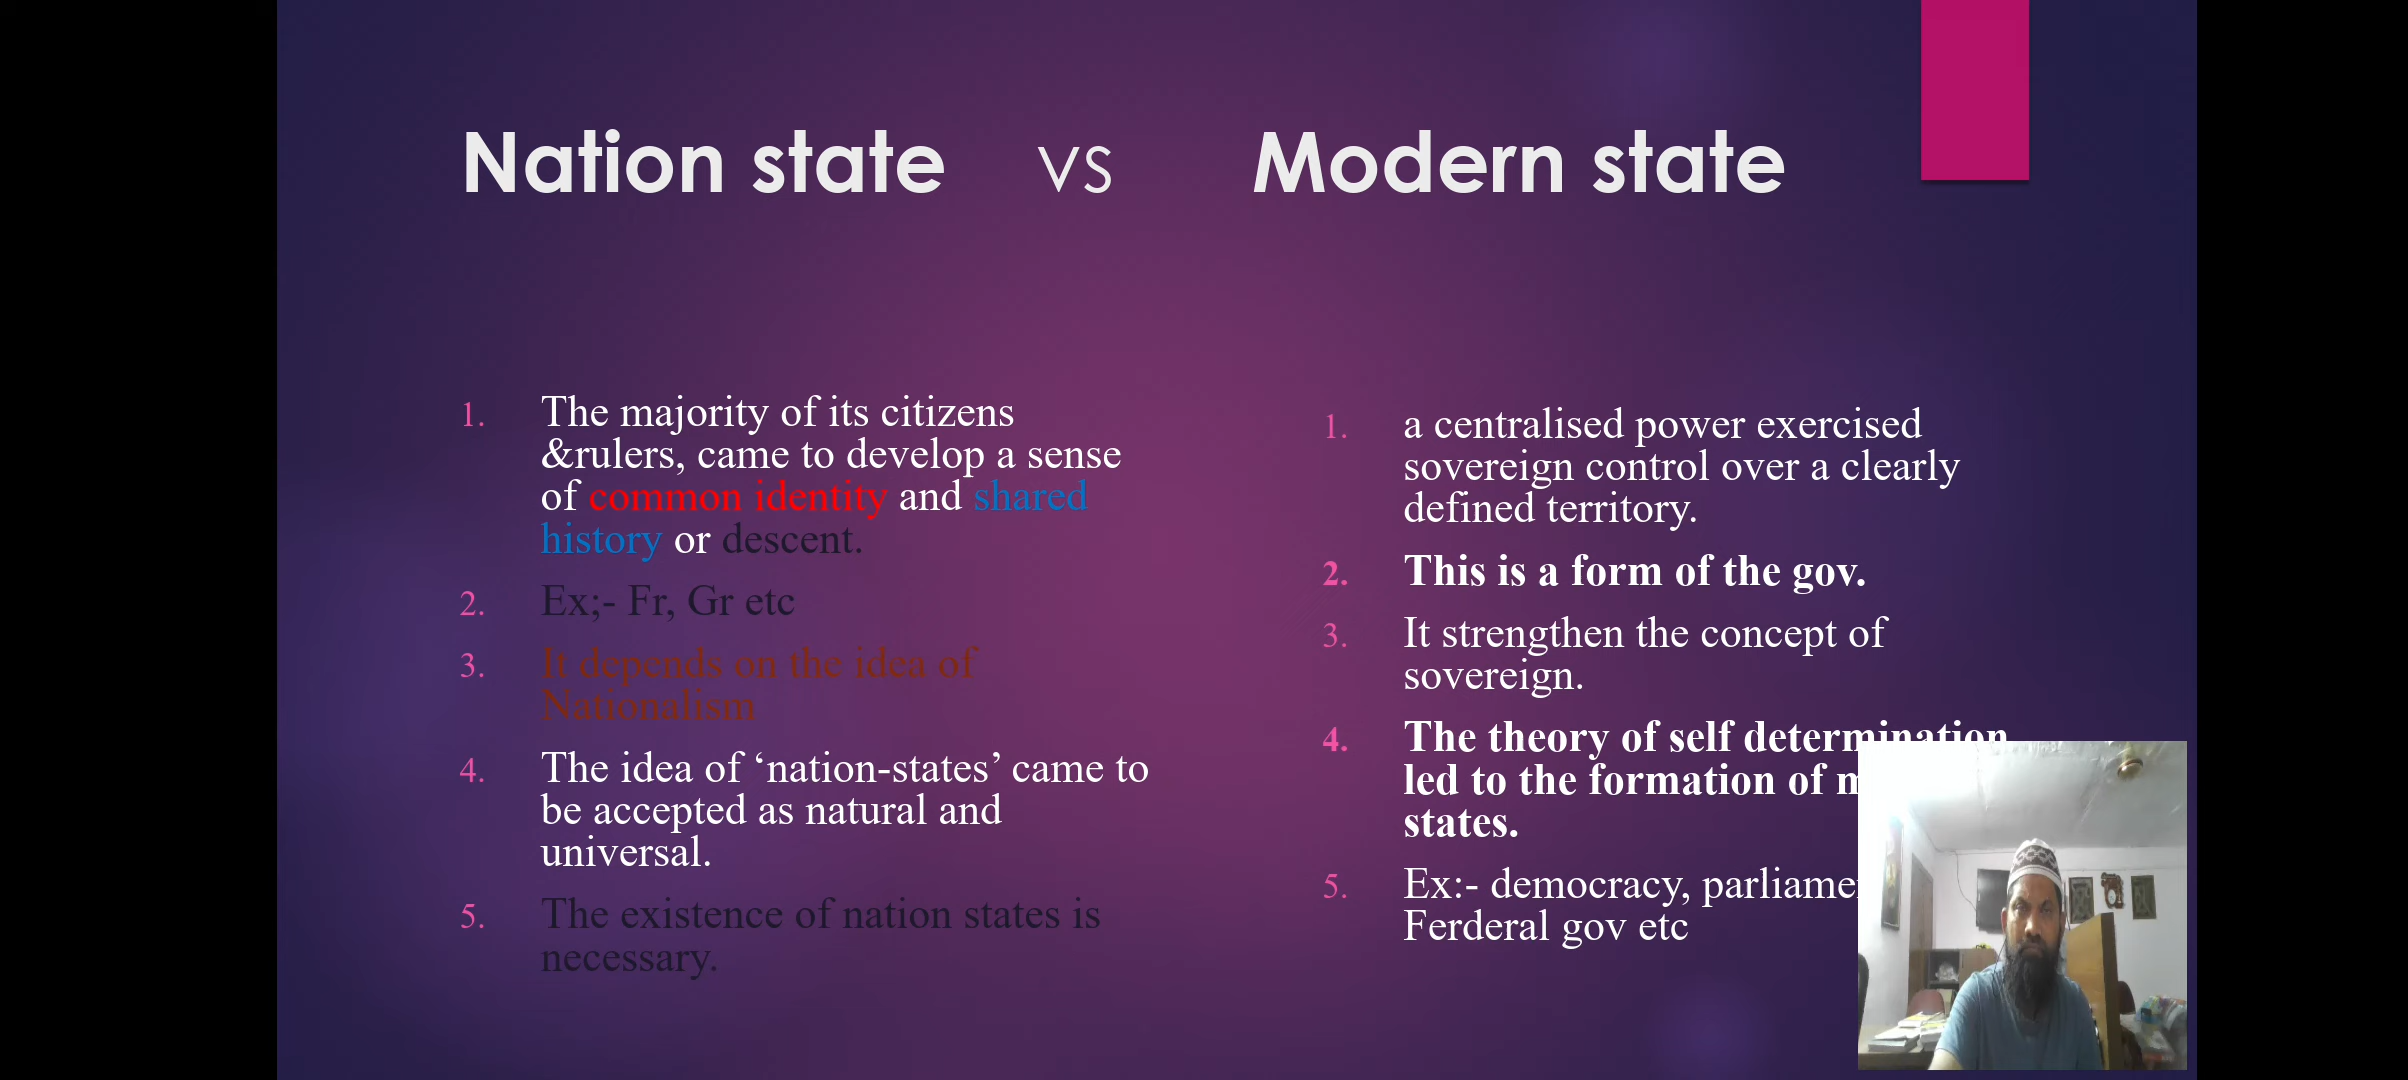 Nation state vs Modern state
1. The majority of its citizens
&rulers, came to develop a sense
of common identity and shared
history or descent.
2. Ex;- Fr, Gr etc
3. It depends on the idea of
Nationalism
4. The idea of ‘nation-states’ came to
be accepted as natural and
universal.
5. The existence of nation states is
necessary.
1. a centralised power exercised
sovereign control over a clearly
defined territory.
2. This is a form of the gov.
3. It strengthen the concept of
sovereign.
4. The theory of self determination
led to the formation of
states.
5. Ex:- democracy,
Ferderal gov etc